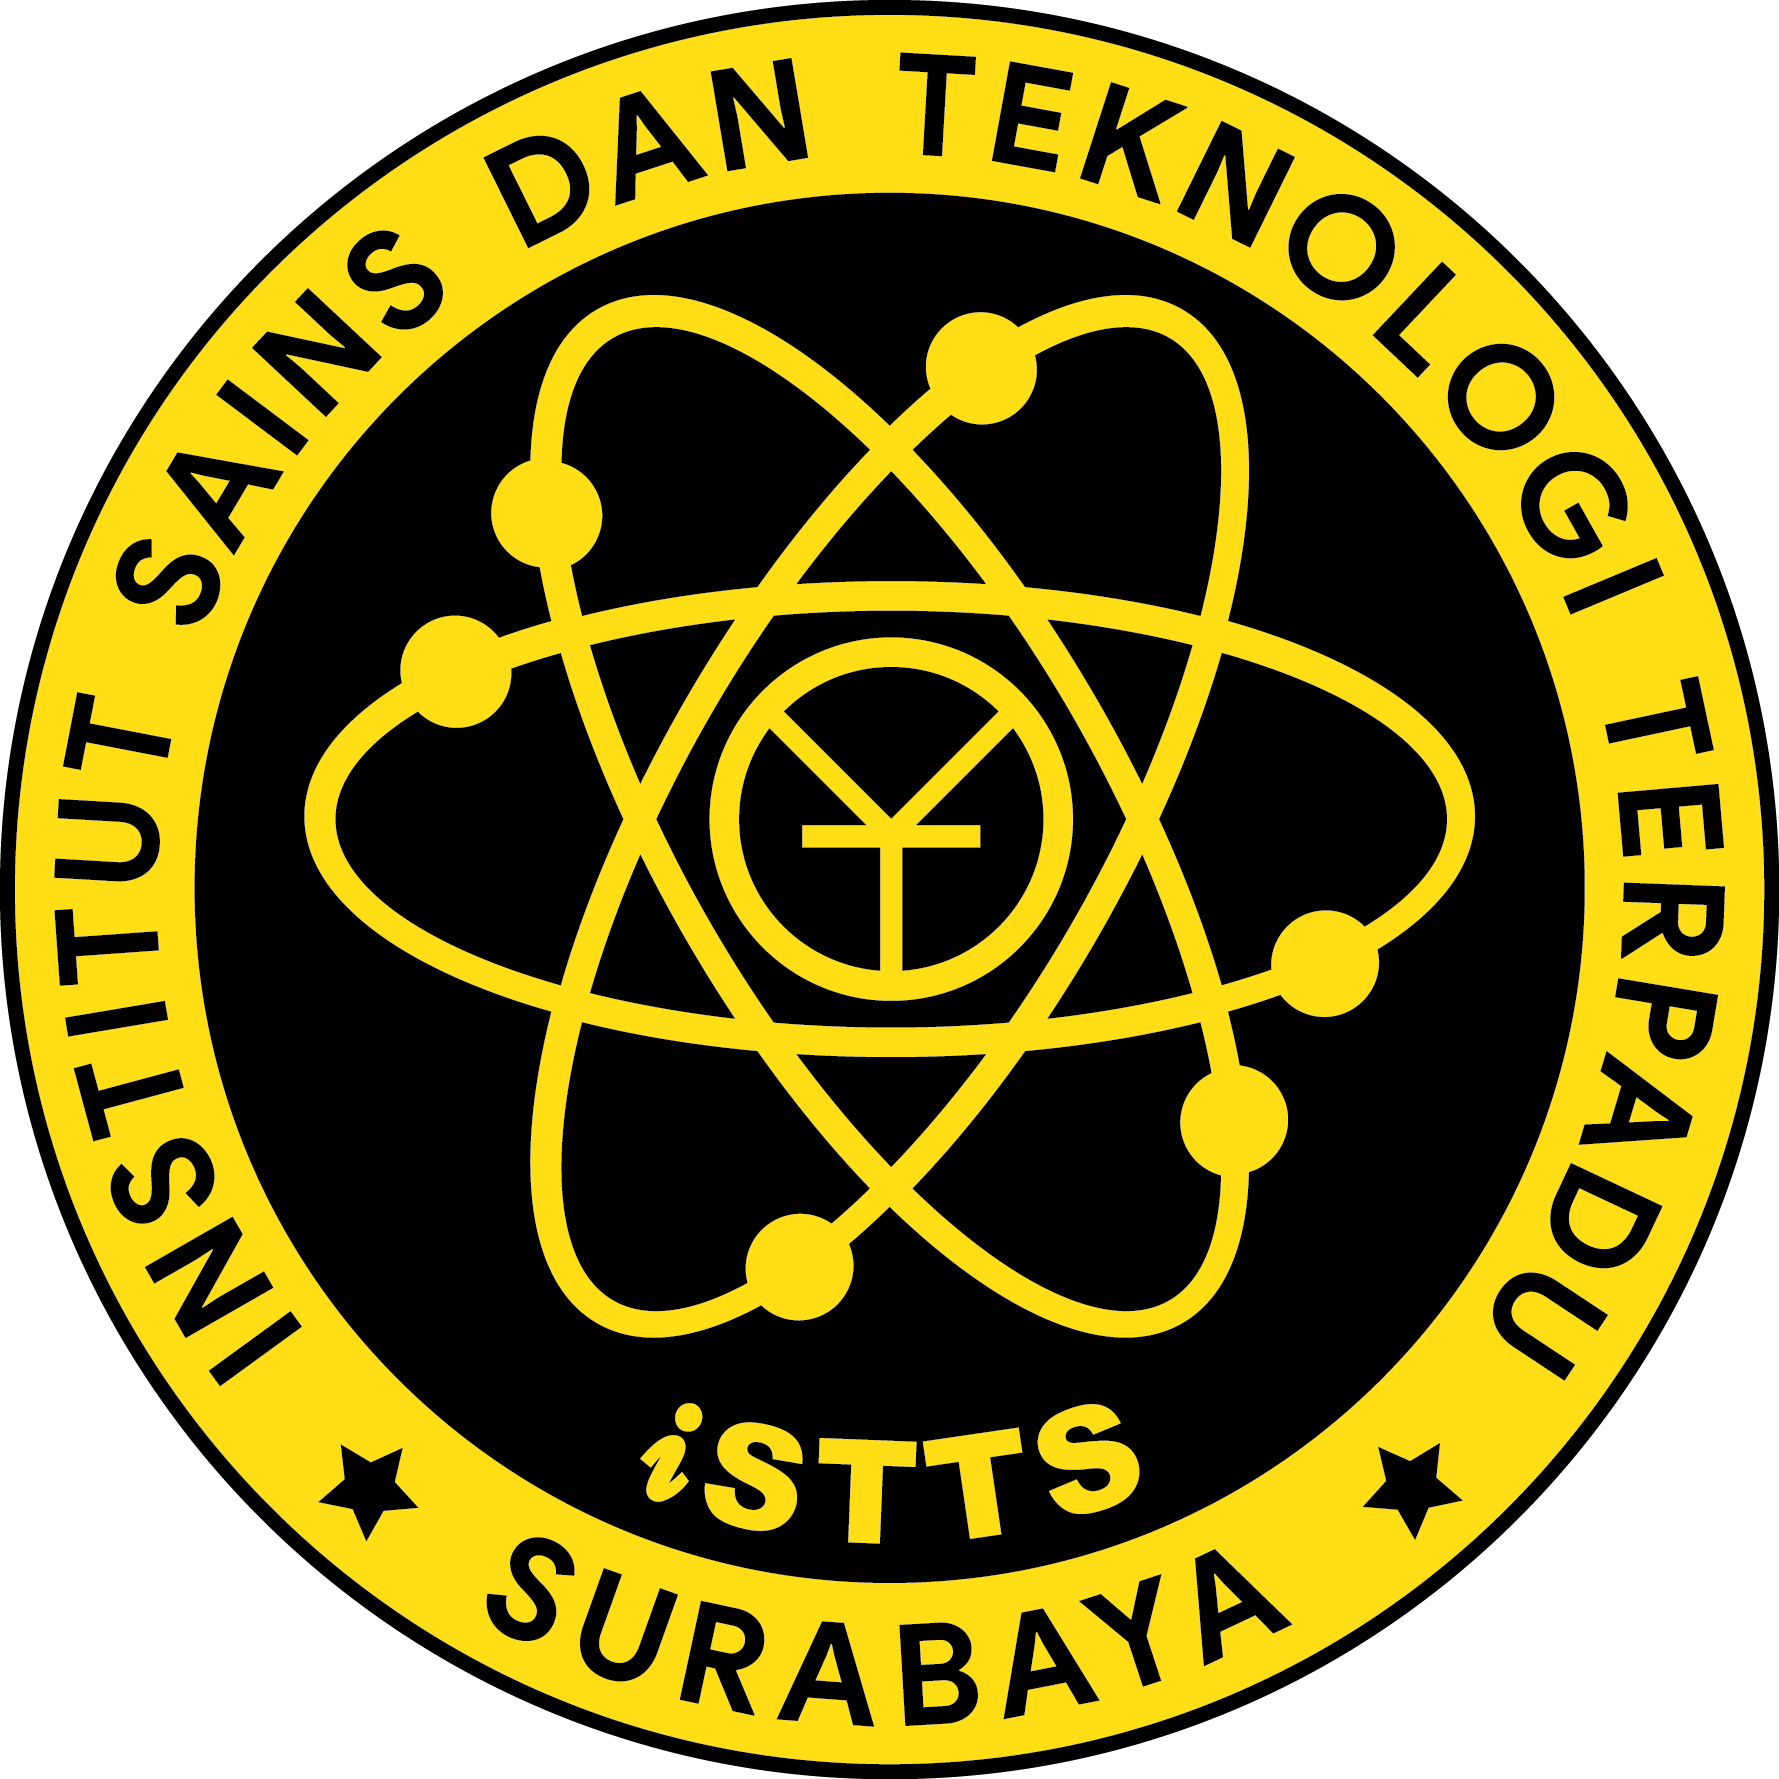 INSTITUT SAINS DAN TEKNOLOGI TERPADU
iSTTS
SURABAYA